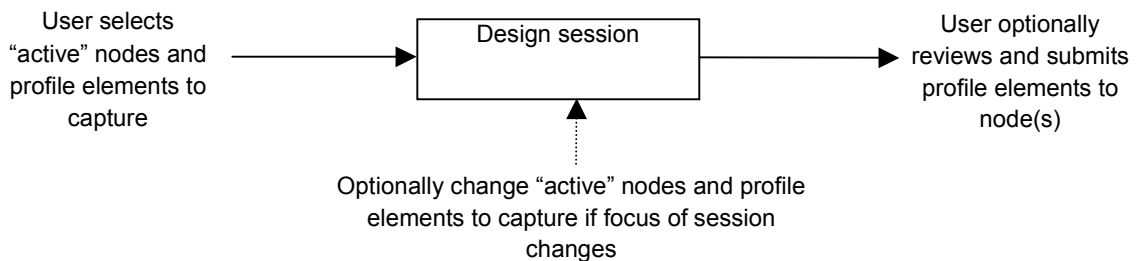 User selects
“active” nodes and
profile elements to
capture
Design session
User optionally
reviews and submits
profile elements to
node(s)
Optionally change “active” nodes and profile
elements to capture if focus of session
changes